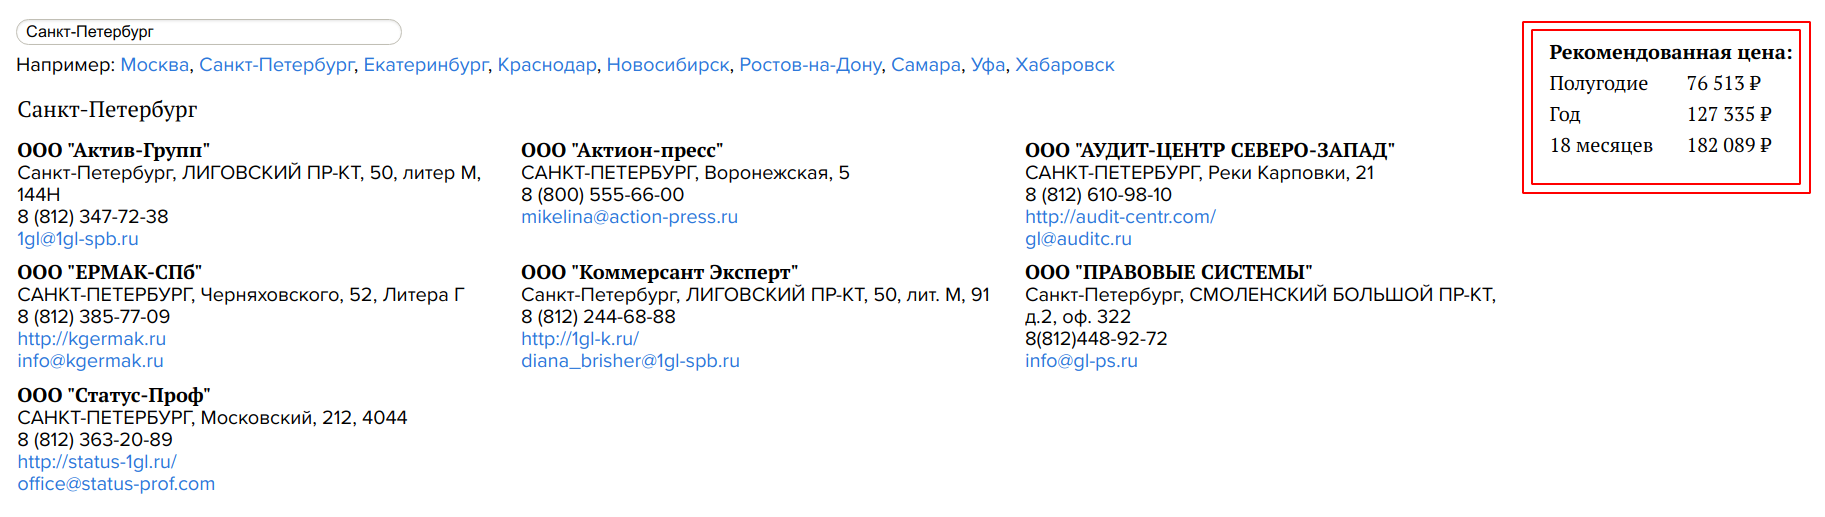 Санкт-Петербург
Например: Москва, Санкт-Петербург, Екатеринбург, Краснодар, Новосибирск, Ростов-на-Дону, Самара, Уфа, Хабаровск
Санкт-Петербург
ООО "Актив-Групп"
Санкт-Петербург, ЛИГОВСКИЙ ПР-КТ, 50, литер М,
144Н
8 (812) 347-72-38
1gl@1gl-spb.ru
ООО "Актион-пресс"
САНКТ-ПЕТЕРБУРГ, Воронежская, 5
8 (800) 555-66-00
mikelina@action-press.ru
ООО "АУДИТ-ЦЕНТР СЕВЕРО-ЗАПАД"
САНКТ-ПЕТЕРБУРГ, Реки Карповки, 21
8 (812) 610-98-10
http://audit-centr.com/
gl@auditc.ru
ООО "ЕРМАК-СПб"
САНКТ-ПЕТЕРБУРГ, Черняховского, 52, Литера Г
8 (812) 385-77-09
http://kgermak.ru
info@kgermak.ru
ООО "Коммерсант Эксперт"
Санкт-Петербург, ЛИГОВСКИЙ ПР-КТ, 50, лит. М, 91
8 (812) 244-68-88
http://1gl-k.ru/
diana_brisher@1gl-spb.ru
ООО "ПРАВОВЫЕ СИСТЕМЫ"
Санкт-Петербург, СМОЛЕНСКИЙ БОЛЬШОЙ ПР-КТ,
д.2, оф. 322
8(812)448-92-72
info@gl-ps.ru
ООО "Статус-Проф"
САНКТ-ПЕТЕРБУРГ, Московский, 212, 4044
8 (812) 363-20-89
http://status-1gl.ru/
office@status-prof.com
Рекомендованная цена:
Полугодие 76 513 ₽
Год 127 335 ₽
18 месяцев 182 089 ₽